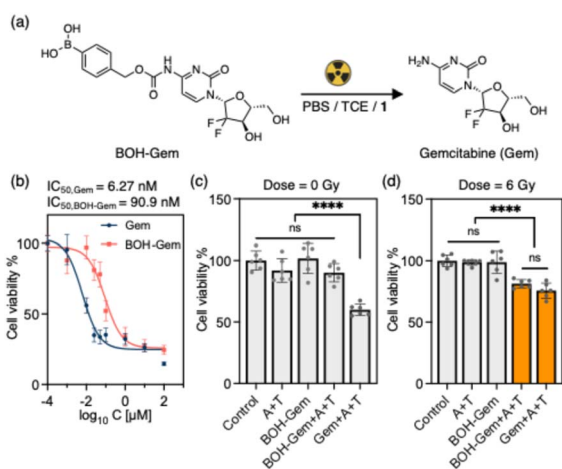 (a)
OH
HO
B
O
O
H
N
N
O
N
O
OH
F
F
OH
BOH-Gem
PBS / TCE / 1
H₂N
N
O
N
O
OH
F
F
OH
Gemcitabine (Gem)
(b)
IC50,Gem = 6.27 nM
IC50,BOH-Gem = 90.9 nM
Gem
BOH-Gem
Cell viability %
100
50
0
-4
-2
0
2
log10 C [µM]
(c)
Dose = 0 Gy
****
ns
Cell viability %
150
100
50
0
Control
A+T
BOH-Gem
BOH-Gem+A+T
Gem+A+T
(d)
Dose = 6 Gy
****
ns
ns
Cell viability %
150
100
50
0
Control
A+T
BOH-Gem
BOH-Gem+A+T
Gem+A+T